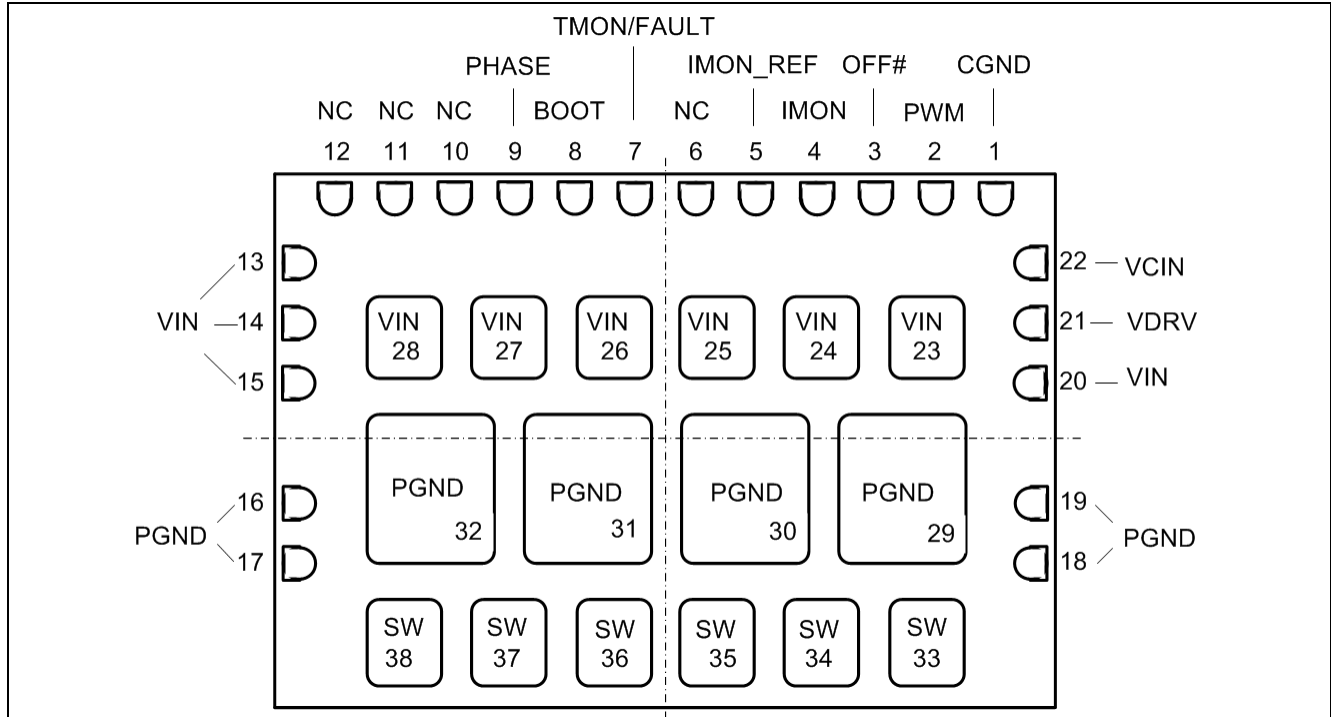 TMON/FAULT
PHASE IMON_REF OFF# CGND
NC NC NC BOOT NC IMON PWM
12 11 10 9 8 7 6 5 4 3 2 1
13 22 VCIN
VIN 14 VIN VIN VIN VIN VIN VIN 21 VDRV
28 27 26 25 24 23
15 20 VIN
PGND PGND PGND PGND
16 19
32 31 30 29
PGND PGND
17 18
SW SW SW SW SW SW
38 37 36 35 34 33